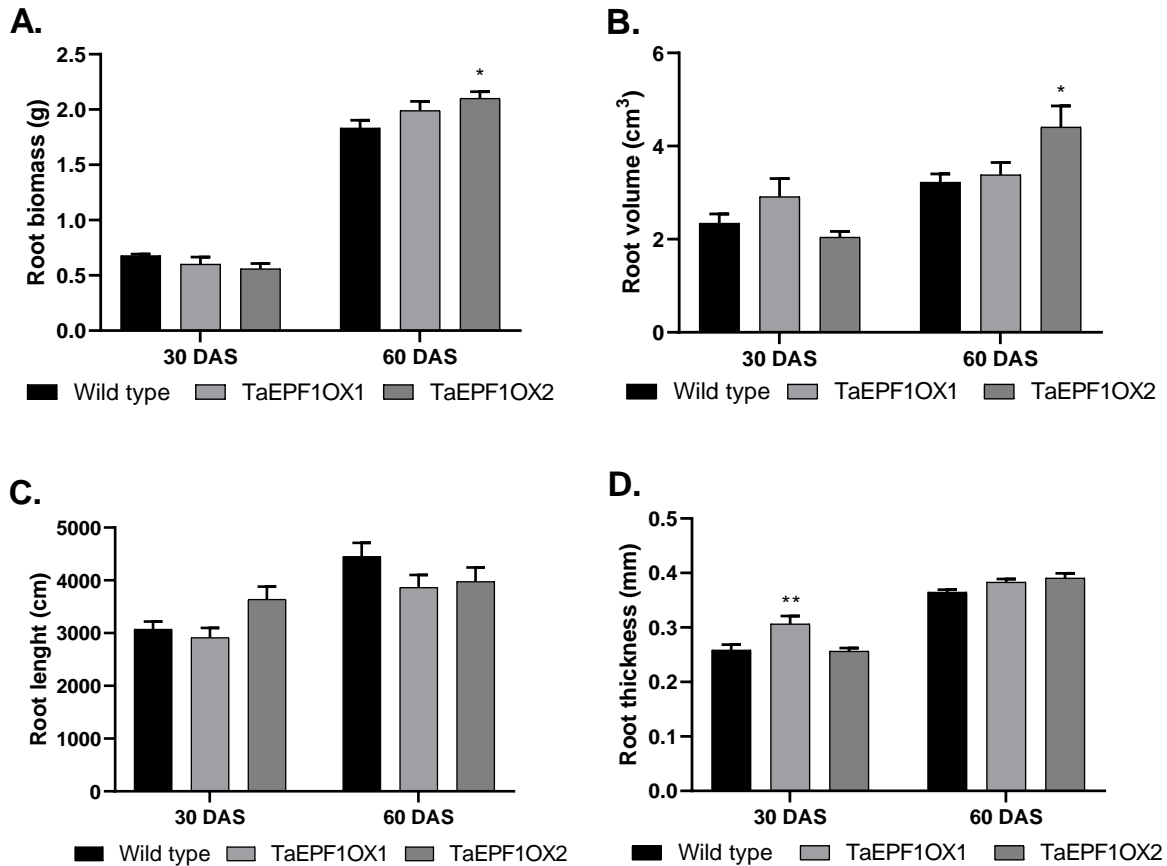 A.
Root biomass (g)
2.5
2.0
1.5
1.0
0.5
0.0
*
30 DAS 60 DAS
Wild type TaEPF1OX1 TaEPF1OX2
B.
Root volume (cm³)
6
4
2
0
*
30 DAS 60 DAS
Wild type TaEPF1OX1 TaEPF1OX2
C.
Root lenght (cm)
5000
4000
3000
2000
1000
0
30 DAS 60 DAS
Wild type TaEPF1OX1 TaEPF1OX2
D.
Root thickness (mm)
0.5
0.4
0.3
0.2
0.1
0.0
**
30 DAS 60 DAS
Wild type TaEPF1OX1 TaEPF1OX2